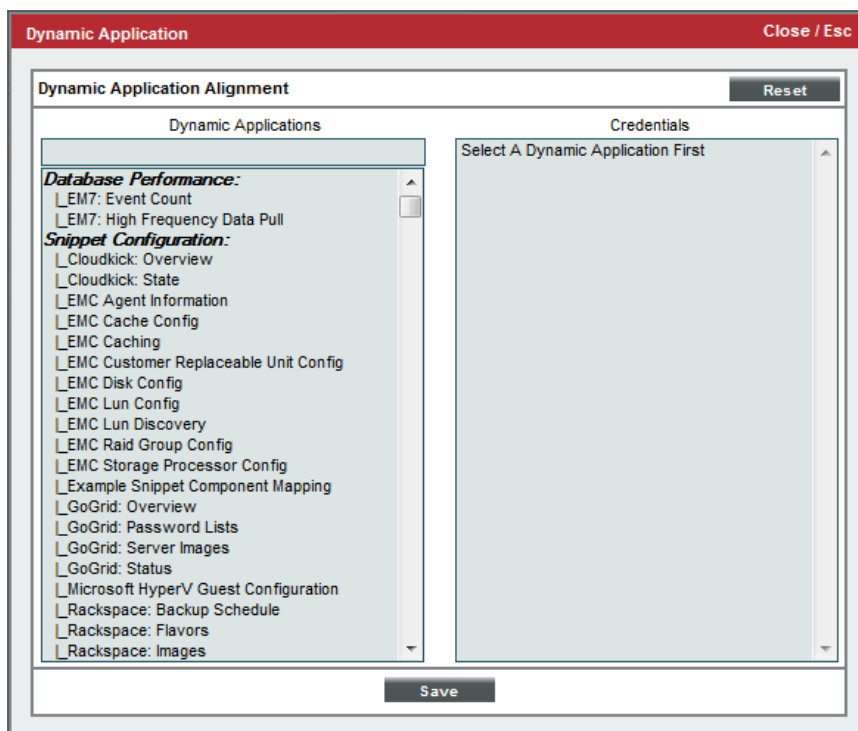 Dynamic Application Close / Esc
Dynamic Application Alignment Reset
Dynamic Applications
Credentials
Database Performance:
|_EM7: Event Count
|_EM7: High Frequency Data Pull
Snippet Configuration:
|_Cloudkick: Overview
|_Cloudkick: State
|_EMC Agent Information
|_EMC Cache Config
|_EMC Caching
|_EMC Customer Replaceable Unit Config
|_EMC Disk Config
|_EMC Lun Config
|_EMC Lun Discovery
|_EMC Raid Group Config
|_EMC Storage Processor Config
|_Example Snippet Component Mapping
|_GoGrid: Overview
|_GoGrid: Password Lists
|_GoGrid: Server Images
|_GoGrid: Status
|_Microsoft HyperV Guest Configuration
|_Rackspace: Backup Schedule
|_Rackspace: Flavors
|_Rackspace: Images
Select A Dynamic Application First
Save